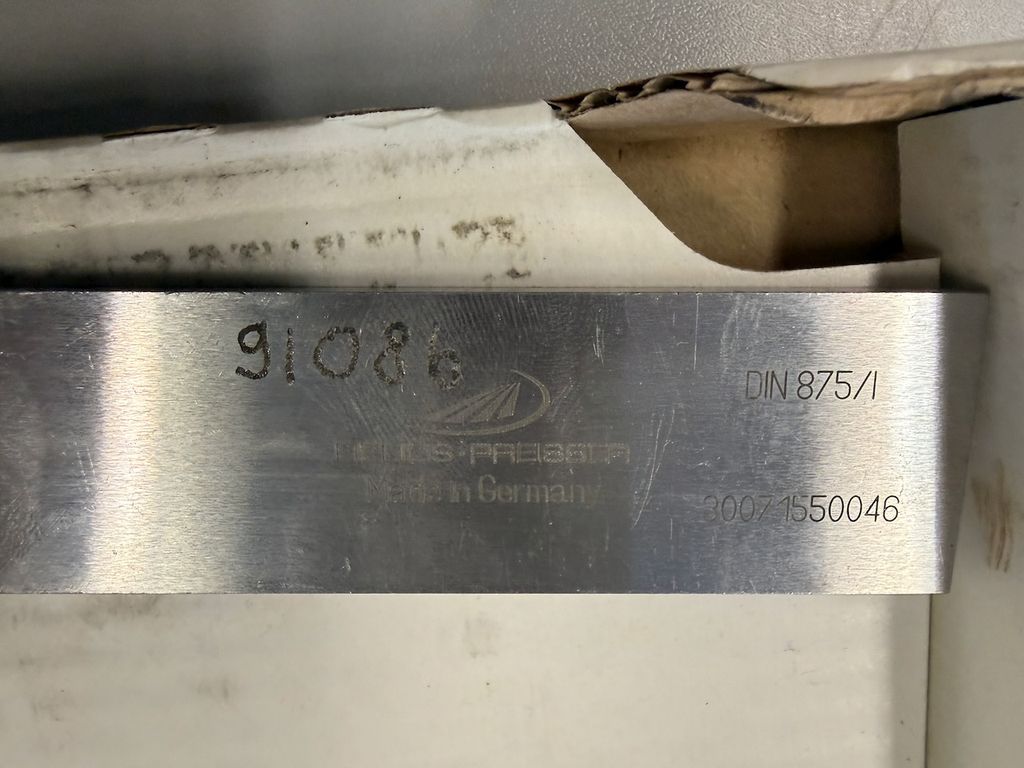 91086
DIN 875/I
HELIOS-PREISSER
Made in Germany
30071550046